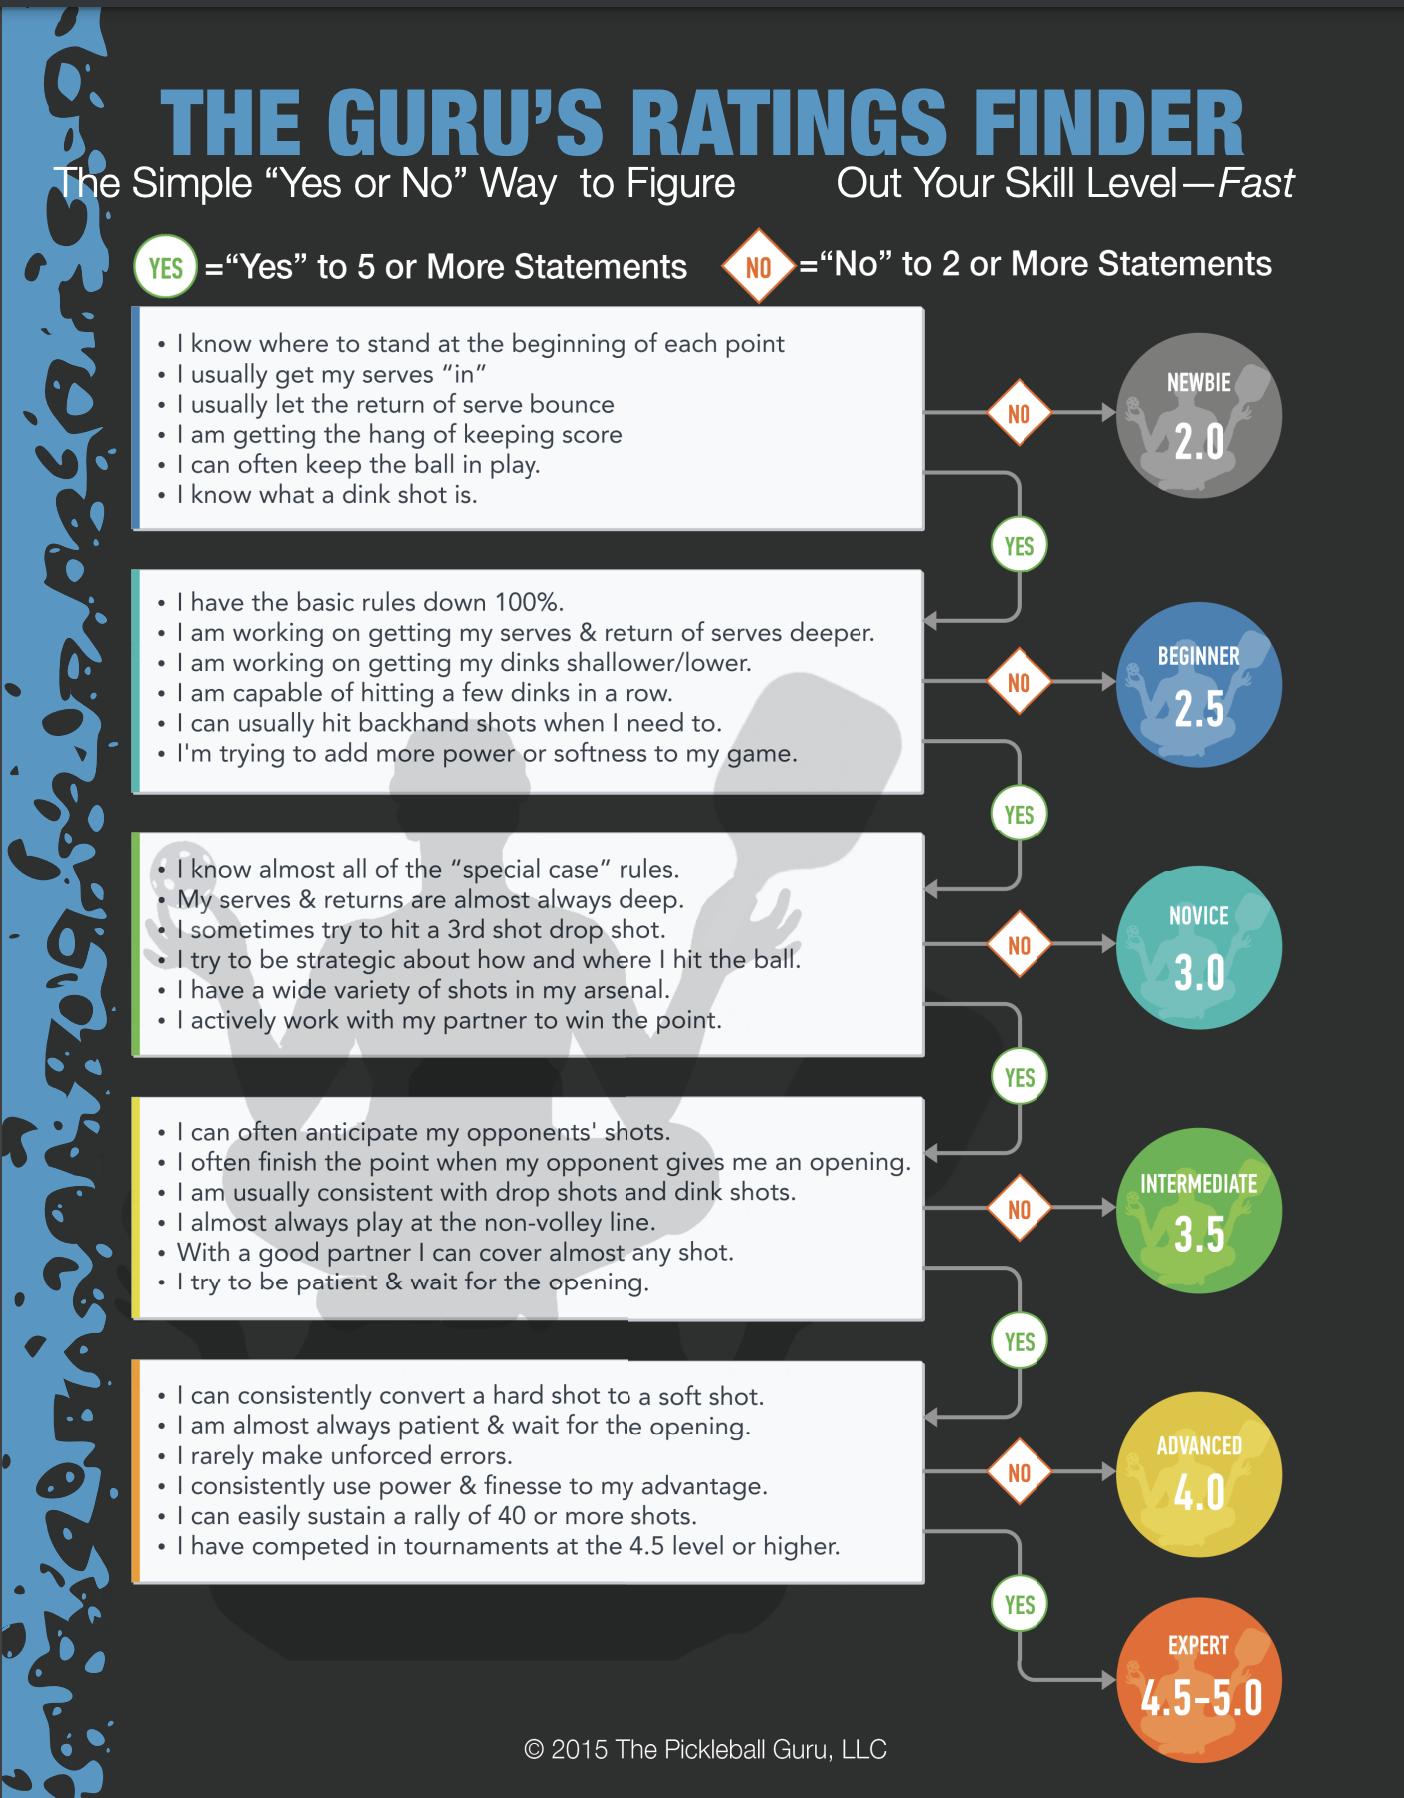 THE GURU'S RATINGS FINDER
The Simple “Yes or No” Way to Figure Out Your Skill Level—Fast
YES =“Yes” to 5 or More Statements
NO =“No” to 2 or More Statements
• I know where to stand at the beginning of each point
• I usually get my serves “in”
• I usually let the return of serve bounce
• I am getting the hang of keeping score
• I can often keep the ball in play.
• I know what a dink shot is.
NO
NEWBIE
2.0
YES
• I have the basic rules down 100%.
• I am working on getting my serves & return of serves deeper.
• I am working on getting my dinks shallower/lower.
• I am capable of hitting a few dinks in a row.
• I can usually hit backhand shots when I need to.
• I'm trying to add more power or softness to my game.
NO
BEGINNER
2.5
YES
• I know almost all of the “special case” rules.
• My serves & returns are almost always deep.
• I sometimes try to hit a 3rd shot drop shot.
• I try to be strategic about how and where I hit the ball.
• I have a wide variety of shots in my arsenal.
• I actively work with my partner to win the point.
NO
NOVICE
3.0
YES
• I can often anticipate my opponents' shots.
• I often finish the point when my opponent gives me an opening.
• I am usually consistent with drop shots and dink shots.
• I almost always play at the non-volley line.
• With a good partner I can cover almost any shot.
• I try to be patient & wait for the opening.
NO
INTERMEDIATE
3.5
YES
• I can consistently convert a hard shot to a soft shot.
• I am almost always patient & wait for the opening.
• I rarely make unforced errors.
• I consistently use power & finesse to my advantage.
• I can easily sustain a rally of 40 or more shots.
• I have competed in tournaments at the 4.5 level or higher.
NO
ADVANCED
4.0
YES
EXPERT
4.5-5.0
© 2015 The Pickleball Guru, LLC